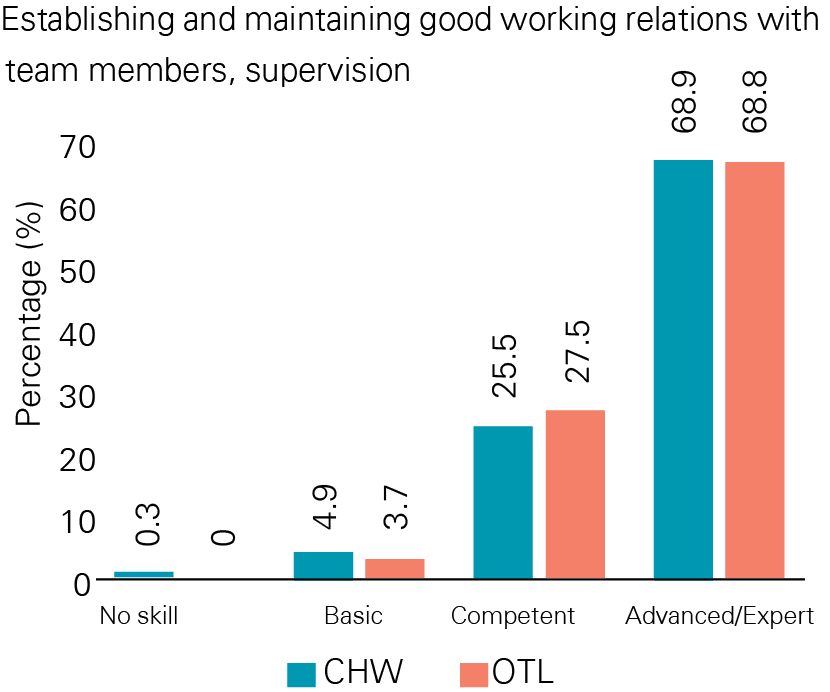 Establishing and maintaining good working relations with
team members, supervision
Percentage (%)
70
60
50
40
30
20
10
0
0.3
0
4.9
3.7
25.5
27.5
68.9
68.8
No skill
Basic
Competent
Advanced/Expert
CHW
OTL